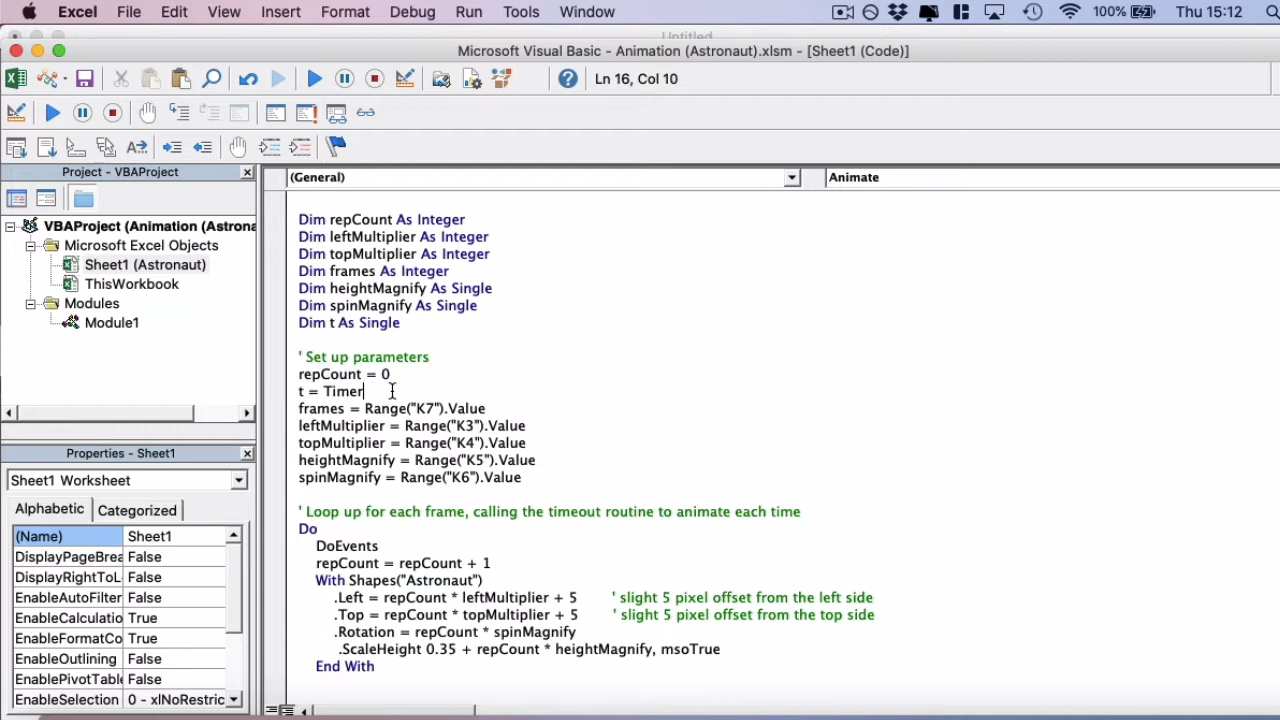 Excel File Edit View Insert Format Debug Run Tools Window 100% Thu 15:12
Untitled
Microsoft Visual Basic - Animation (Astronaut).xlsm - [Sheet1 (Code)]
Ln 16, Col 10
Project - VBAProject
(General) Animate
VBAProject (Animation (Astrona
Microsoft Excel Objects
Sheet1 (Astronaut)
ThisWorkbook
Modules
Module1
Properties - Sheet1
Sheet1 Worksheet
Alphabetic Categorized
(Name) Sheet1
DisplayPageBrea False
DisplayRightToL False
EnableAutoFilter False
EnableCalculatio True
EnableFormatCo True
EnableOutlining False
EnablePivotTabl False
EnableSelection 0 - xlNoRestric
Dim repCount As Integer
Dim leftMultiplier As Integer
Dim topMultiplier As Integer
Dim frames As Integer
Dim heightMagnify As Single
Dim spinMagnify As Single
Dim t As Single
' Set up parameters
repCount = 0
t = Timer
frames = Range("K7").Value
leftMultiplier = Range("K3").Value
topMultiplier = Range("K4").Value
heightMagnify = Range("K5").Value
spinMagnify = Range("K6").Value
' Loop up for each frame, calling the timeout routine to animate each time
Do
DoEvents
repCount = repCount + 1
With Shapes("Astronaut")
.Left = repCount * leftMultiplier + 5 ' slight 5 pixel offset from the left side
.Top = repCount * topMultiplier + 5 ' slight 5 pixel offset from the top side
.Rotation = repCount * spinMagnify
.ScaleHeight 0.35 + repCount * heightMagnify, msoTrue
End With